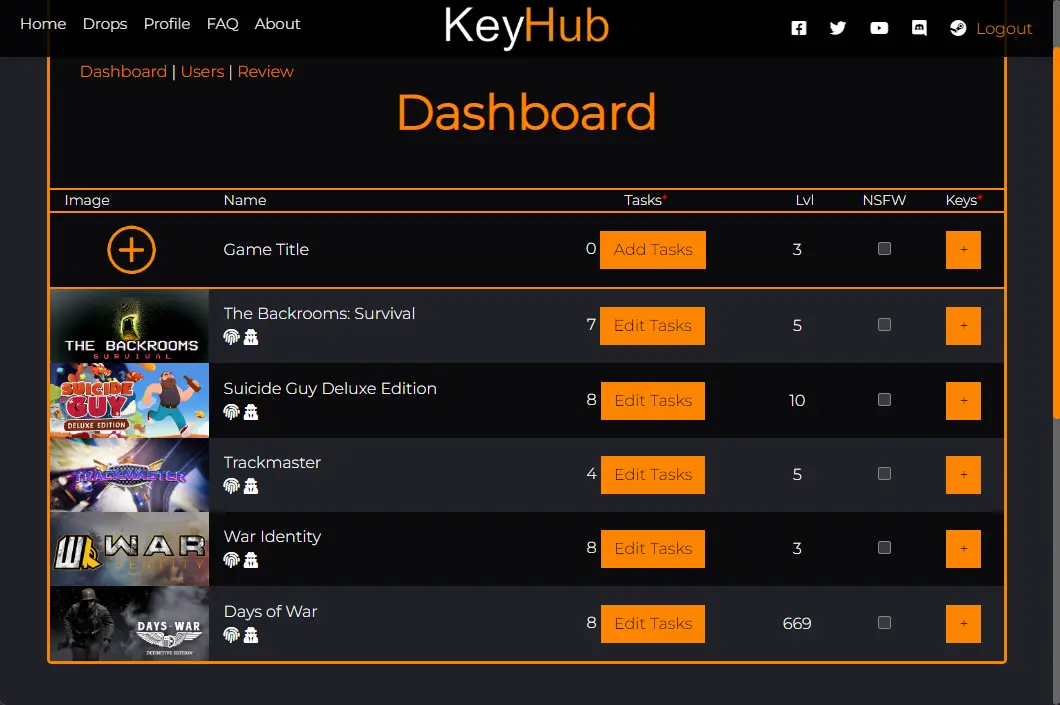 Home Drops Profile FAQ About KeyHub Logout
Dashboard | Users | Review
Dashboard
Image Name Tasks* Lvl NSFW Keys*
Game Title 0 Add Tasks 3 +
THE BACKROOMS
SURVIVAL
The Backrooms: Survival 7 Edit Tasks 5 +
SUICIDE
GUY
DELUXE EDITION
Suicide Guy Deluxe Edition 8 Edit Tasks 10 +
TRACKMASTER
Trackmaster 4 Edit Tasks 5 +
WAR
IDENTITY
War Identity 8 Edit Tasks 3 +
DAYS OF WAR
DEFINITIVE EDITION
Days of War 8 Edit Tasks 669 +